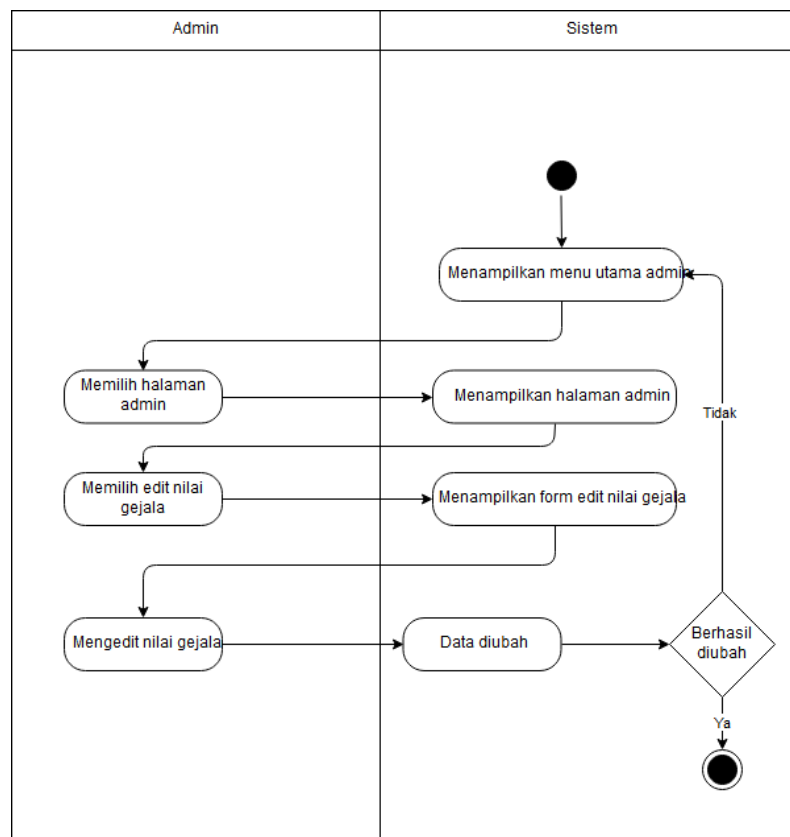 Admin
Sistem
Menampilkan menu utama admin
Memilih halaman
admin
Menampilkan halaman admin
Tidak
Memilih edit nilai
gejala
Menampilkan form edit nilai gejala
Mengedit nilai gejala
Data diubah
Berhasil
diubah
Ya